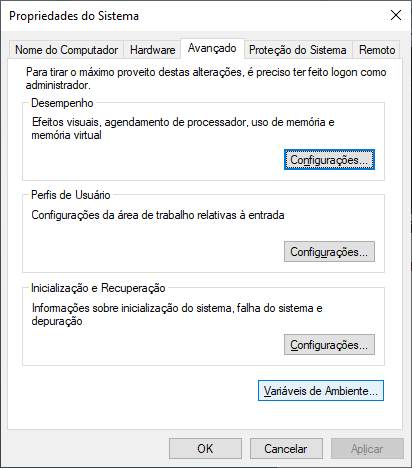 Propriedades do Sistema
Nome do Computador Hardware Avançado Proteção do Sistema Remoto
Para tirar o máximo proveito destas alterações, é preciso ter feito logon como
administrador.
Desempenho
Efeitos visuais, agendamento de processador, uso de memória e
memória virtual
Configurações...
Perfis de Usuário
Configurações da área de trabalho relativas à entrada
Configurações...
Inicialização e Recuperação
Informações sobre inicialização do sistema, falha do sistema e
depuração
Configurações...
Variáveis de Ambiente...
OK Cancelar Aplicar